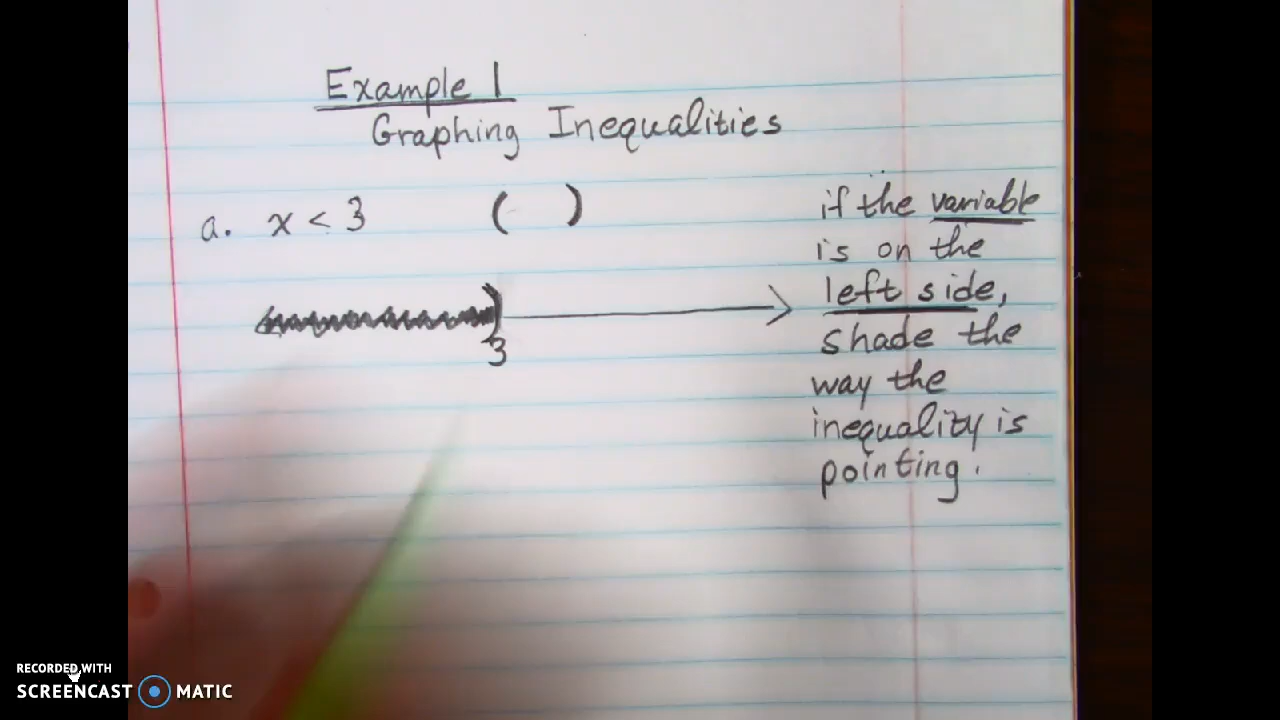 Example 1
Graphing Inequalities
a. x < 3 ( )
)
3
if the variable
is on the
left side,
shade the
way the
inequality is
pointing.
RECORDED WITH
SCREENCAST MATIC